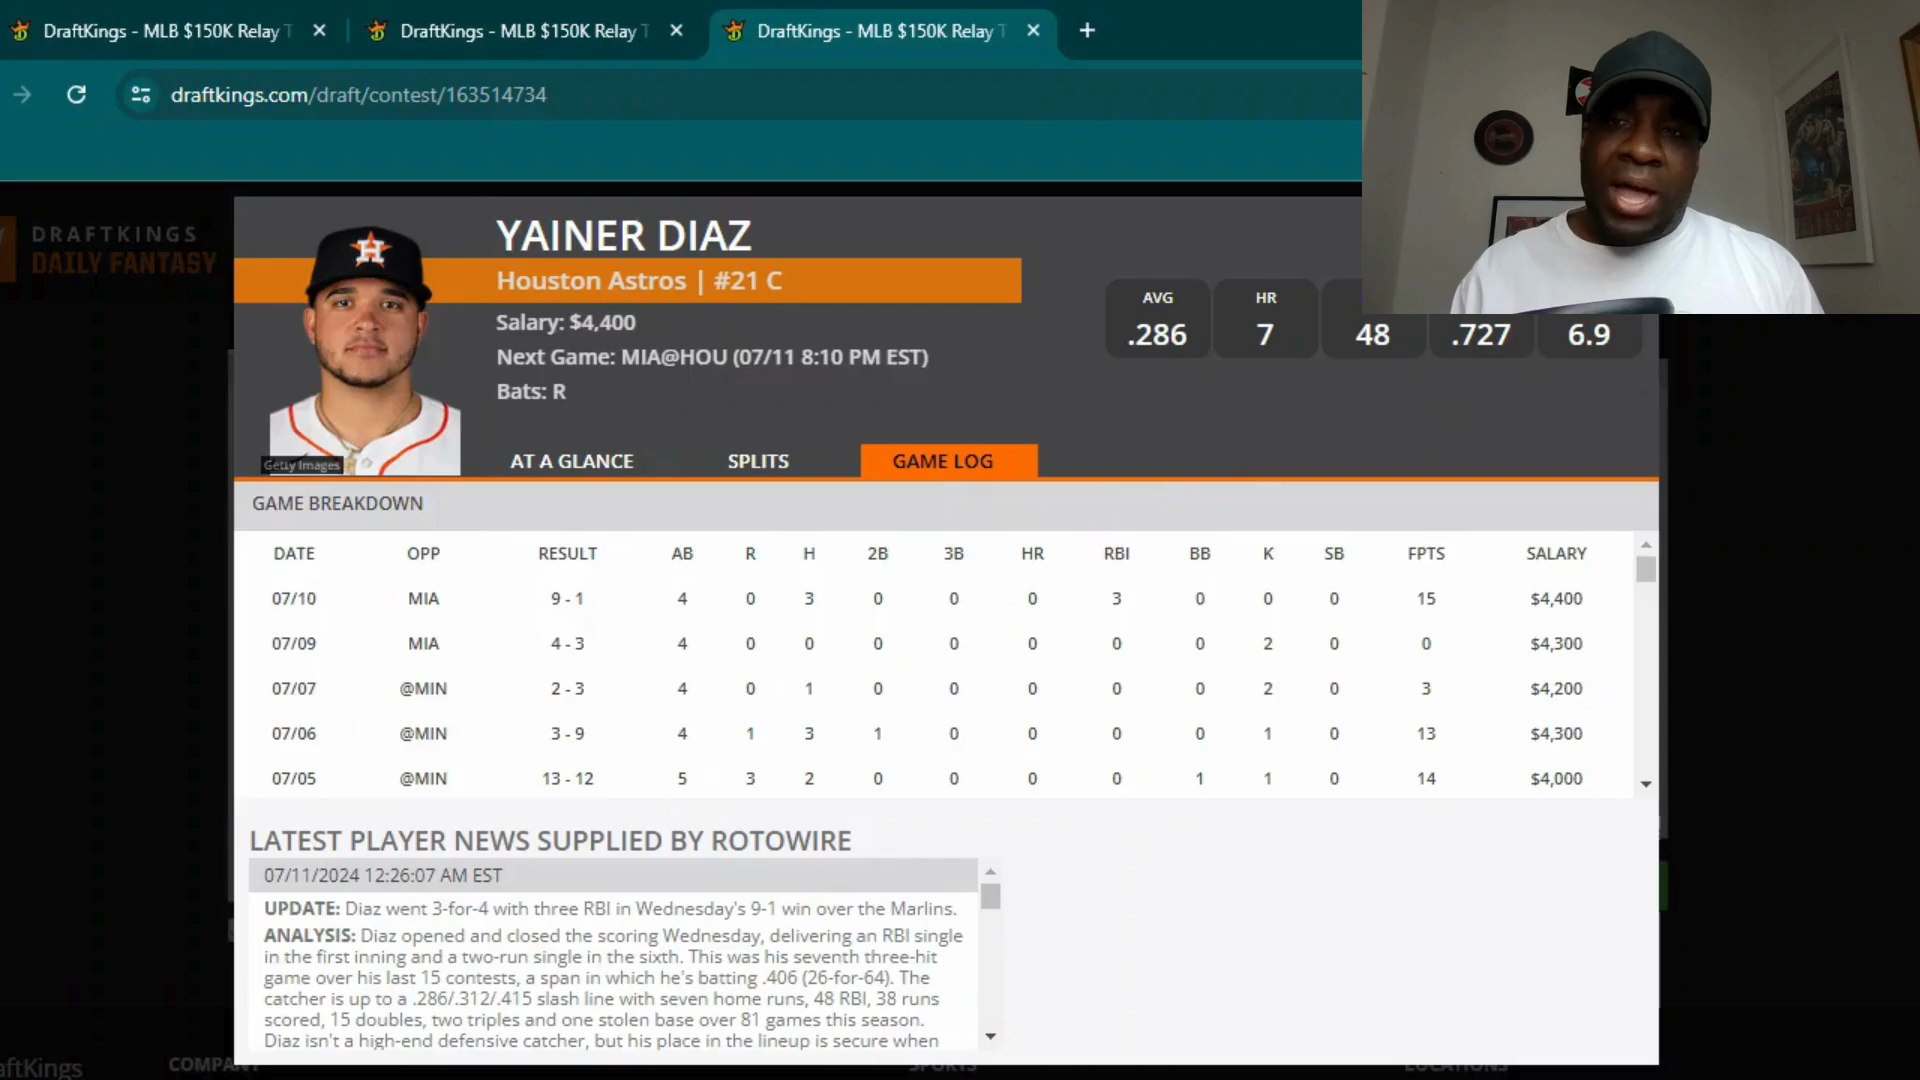 DraftKings - MLB $150K Relay T
DraftKings - MLB $150K Relay T
DraftKings - MLB $150K Relay T
draftkings.com/draft/contest/163514734
DRAFTKINGS
DAILY FANTASY
YAINER DIAZ
Houston Astros | #21 C
Salary: $4,400
Next Game: MIA@HOU (07/11 8:10 PM EST)
Bats: R
AVG HR
.286 7 48 .727 6.9
Getty Images
AT A GLANCE SPLITS GAME LOG
GAME BREAKDOWN
DATE OPP RESULT AB R H 2B 3B HR RBI BB K SB FPTS SALARY
07/10 MIA 9 - 1 4 0 3 0 0 0 3 0 0 0 15 $4,400
07/09 MIA 4 - 3 4 0 0 0 0 0 0 0 2 0 0 $4,300
07/07 @MIN 2 - 3 4 0 1 0 0 0 0 0 2 0 3 $4,200
07/06 @MIN 3 - 9 4 1 3 1 0 0 0 0 1 0 13 $4,300
07/05 @MIN 13 - 12 5 3 2 0 0 0 0 1 1 0 14 $4,000
LATEST PLAYER NEWS SUPPLIED BY ROTOWIRE
07/11/2024 12:26:07 AM EST
UPDATE: Diaz went 3-for-4 with three RBI in Wednesday's 9-1 win over the Marlins.
ANALYSIS: Diaz opened and closed the scoring Wednesday, delivering an RBI single
in the first inning and a two-run single in the sixth. This was his seventh three-hit
game over his last 15 contests, a span in which he's batting .406 (26-for-64). The
catcher is up to a .286/.312/.415 slash line with seven home runs, 48 RBI, 38 runs
scored, 15 doubles, two triples and one stolen base over 81 games this season.
Diaz isn't a high-end defensive catcher, but his place in the lineup is secure when
aftKings COMPANY SPORTS LOCATIONS